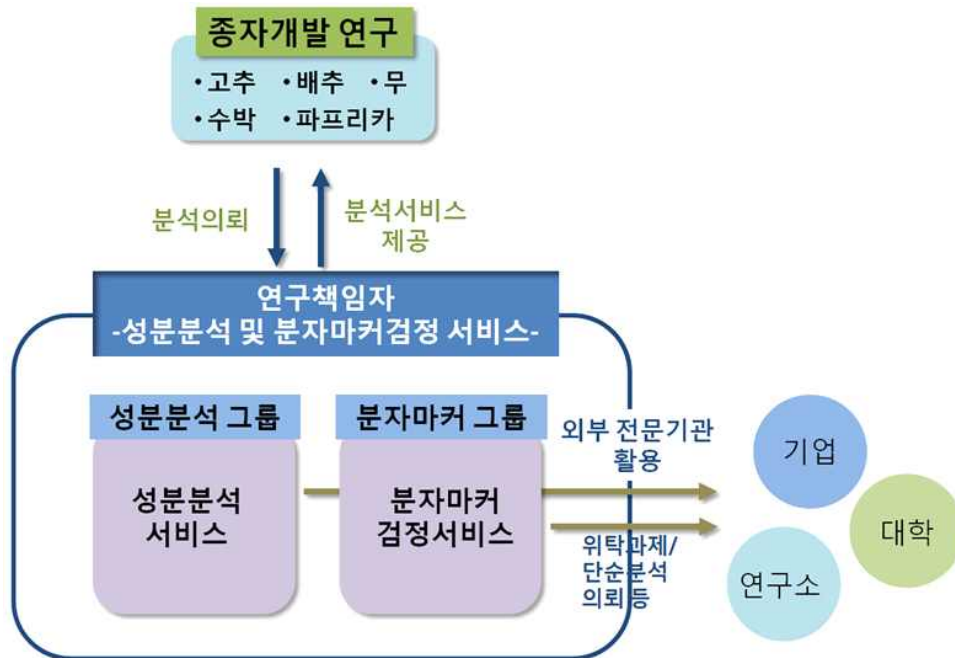 종자개발 연구
• 고추 • 배추 • 무
• 수박 • 파프리카
분석의뢰
분석서비스
제공
연구책임자
-성분분석 및 분자마커검정 서비스-
성분분석 그룹
성분분석
서비스
분자마커 그룹
분자마커
검정서비스
외부 전문기관
활용
위탁과제/
단순분석
의뢰 등
기업
대학
연구소